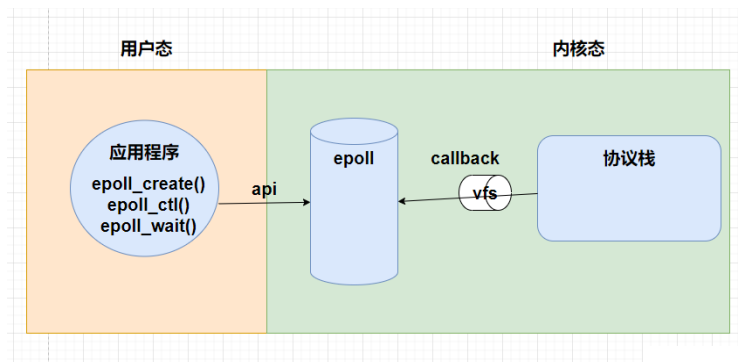 用户态
内核态
应用程序
epoll_create()
epoll_ctl()
epoll_wait()
api
epoll
callback
vfs
协议栈